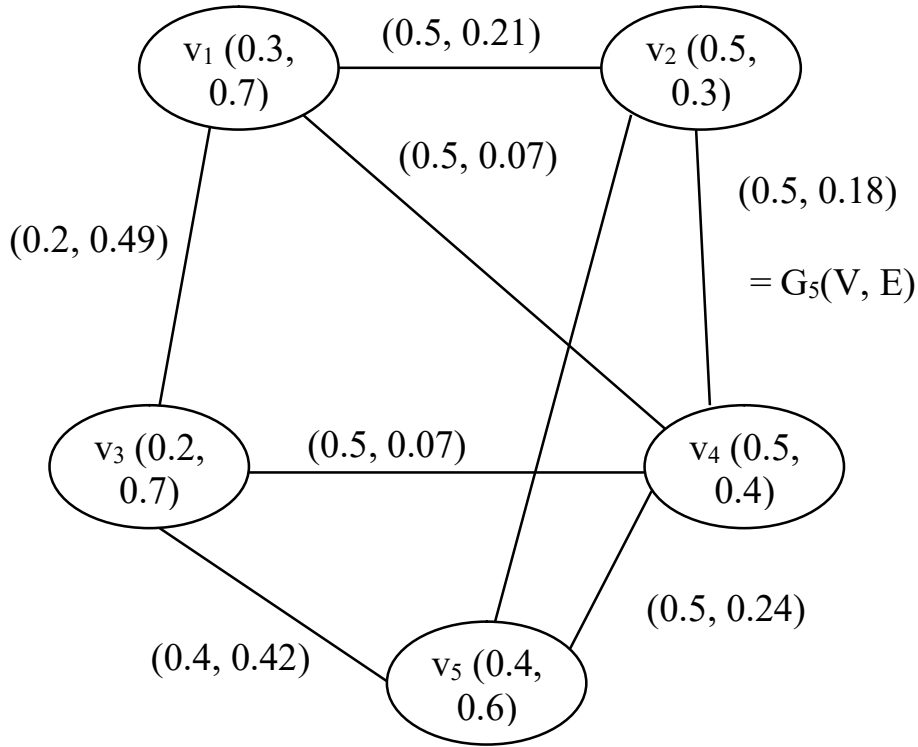 (0.5, 0.21)
v₁ (0.3,
0.7)
v₂ (0.5,
0.3)
(0.5, 0.07)
(0.5, 0.18)
(0.2, 0.49)
= G₅(V, E)
(0.5, 0.07)
v₃ (0.2,
0.7)
v₄ (0.5,
0.4)
(0.5, 0.24)
(0.4, 0.42)
v₅ (0.4,
0.6)